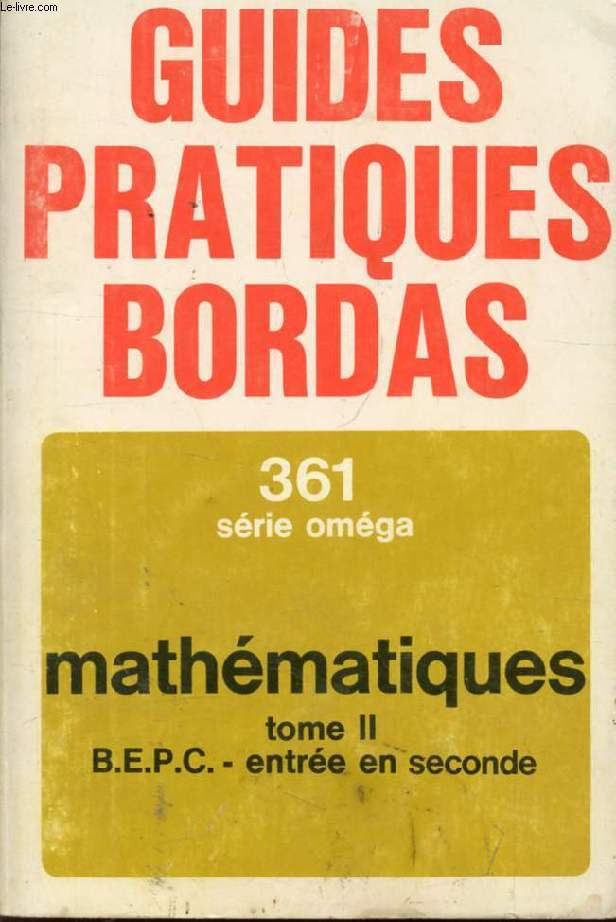 Le-livre.com
GUIDES
PRATIQUES
BORDAS
361
série oméga
mathématiques
tome II
B.E.P.C. - entrée en seconde